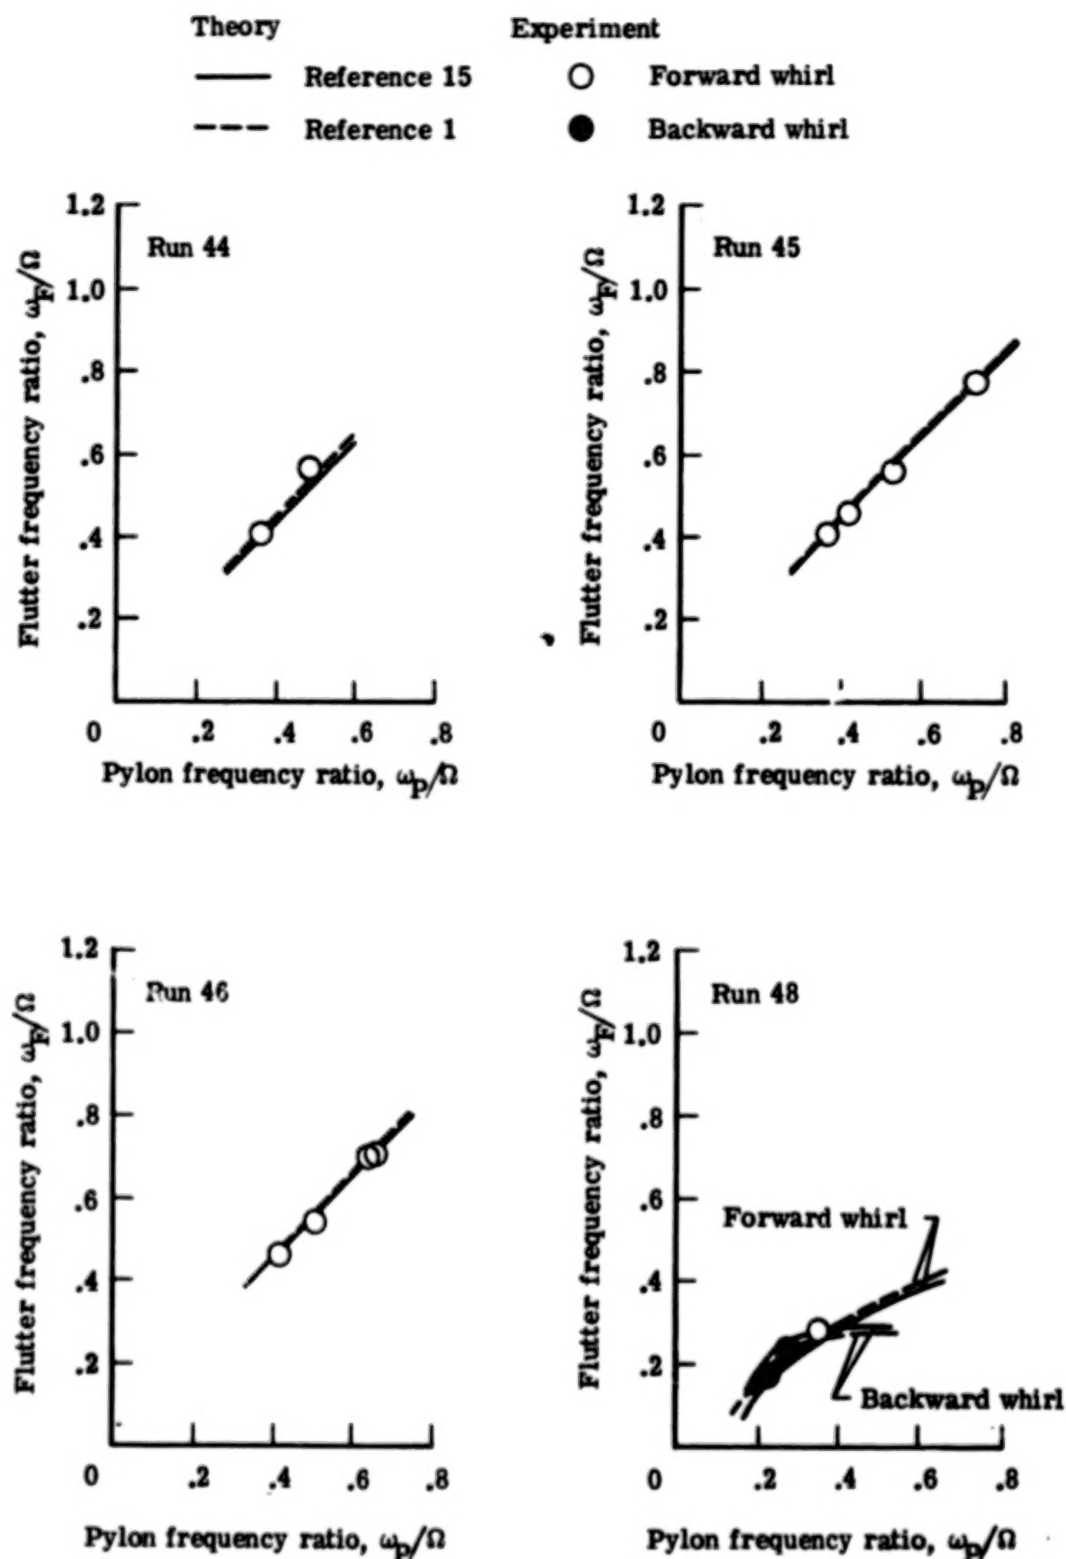 Theory
Experiment
Reference 15
Forward whirl
Reference 1
Backward whirl
Run 44
Flutter frequency ratio, ωF/Ω
1.2
1.0
.8
.6
.4
.2
0
.2
.4
.6
.8
Pylon frequency ratio, ωP/Ω
Run 45
Flutter frequency ratio, ωF/Ω
1.2
1.0
.8
.6
.4
.2
0
.2
.4
.6
.8
Pylon frequency ratio, ωP/Ω
Run 46
Flutter frequency ratio, ωF/Ω
1.2
1.0
.8
.6
.4
.2
0
.2
.4
.6
.8
Pylon frequency ratio, ωP/Ω
Run 48
Flutter frequency ratio, ωF/Ω
1.2
1.0
.8
.6
.4
.2
Forward whirl
Backward whirl
0
.2
.4
.6
.8
Pylon frequency ratio, ωP/Ω